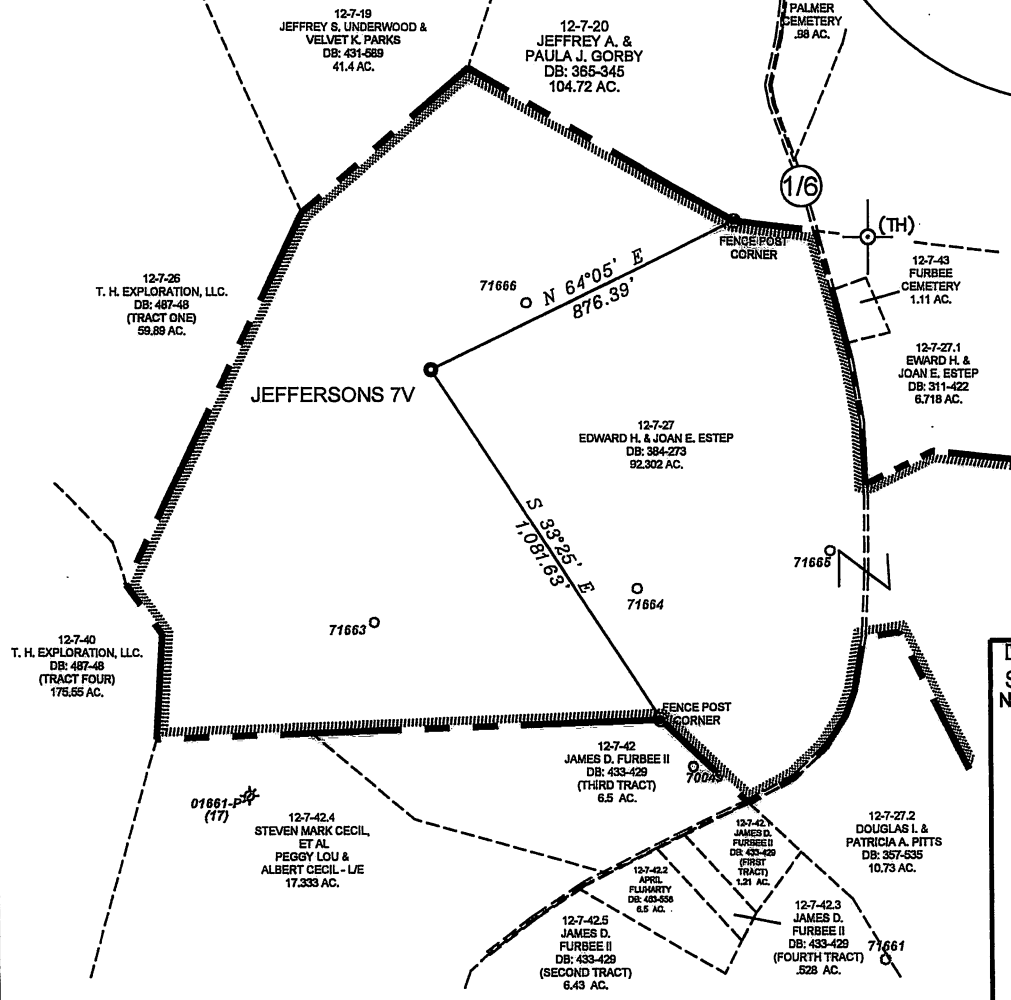 12-7-19
JEFFREY S. UNDERWOOD &
VELVET K. PARKS
DB: 431-589
41.4 AC.
12-7-20
JEFFREY A. &
PAULA J. GORBY
DB: 365-345
104.72 AC.
PALMER
CEMETERY
.98 AC.
1/6
(TH)
FENCE POST
CORNER
12-7-43
FURBEE
CEMETERY
1.11 AC.
12-7-26
T. H. EXPLORATION, LLC.
DB: 487-48
(TRACT ONE)
59.89 AC.
71666
N 64°05' E
876.39'
12-7-27.1
EWARD H. &
JOAN E. ESTEP
DB: 311-422
6.718 AC.
JEFFERSONS 7V
12-7-27
EDWARD H. & JOAN E. ESTEP
DB: 384-273
92.302 AC.
S 33°25' E
1,081.63'
71665
71664
71663
12-7-40
T. H. EXPLORATION, LLC.
DB: 487-48
(TRACT FOUR)
175.55 AC.
FENCE POST
CORNER
12-7-42
JAMES D. FURBEE II
DB: 433-429
(THIRD TRACT)
6.5 AC.
01661-P
(17)
12-7-42.4
STEVEN MARK CECIL,
ET AL
PEGGY LOU &
ALBERT CECIL - L/E
17.333 AC.
JAMES D.
FURBEE II
DB: 433-429
(FIRST
TRACT)
1.21 AC.
12-7-27.2
DOUGLAS I. &
PATRICIA A. PITTS
DB: 357-535
10.73 AC.
12-7-42.2
APRIL
FLUHARTY
6.5 AC.
12-7-42.5
JAMES D.
FURBEE II
DB: 433-429
(SECOND TRACT)
6.43 AC.
12-7-42.3
JAMES D.
FURBEE II
DB: 433-429
(FOURTH TRACT)
.528 AC.
71661
N